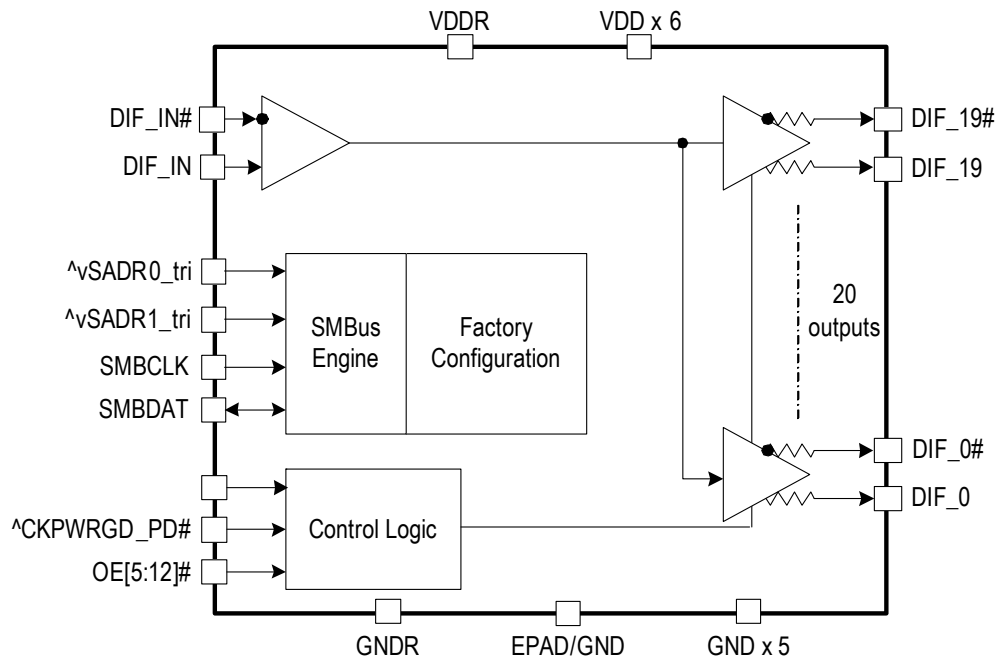 VDDR
VDD x 6
DIF_IN#
DIF_IN
DIF_19#
DIF_19
^vSADR0_tri
^vSADR1_tri
SMBCLK
SMBDAT
SMBus
Engine
Factory
Configuration
20
outputs
DIF_0#
DIF_0
^CKPWRGD_PD#
OE[5:12]#
Control Logic
GNDR
EPAD/GND
GND x 5